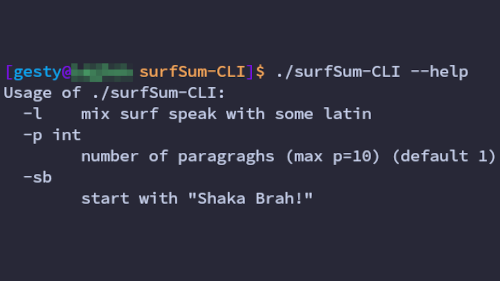 [gesty@ surfSum-CLI]$ ./surfSum-CLI --help
Usage of ./surfSum-CLI:
-l mix surf speak with some latin
-p int
number of paragraghs (max p=10) (default 1)
-sb
start with "Shaka Brah!"